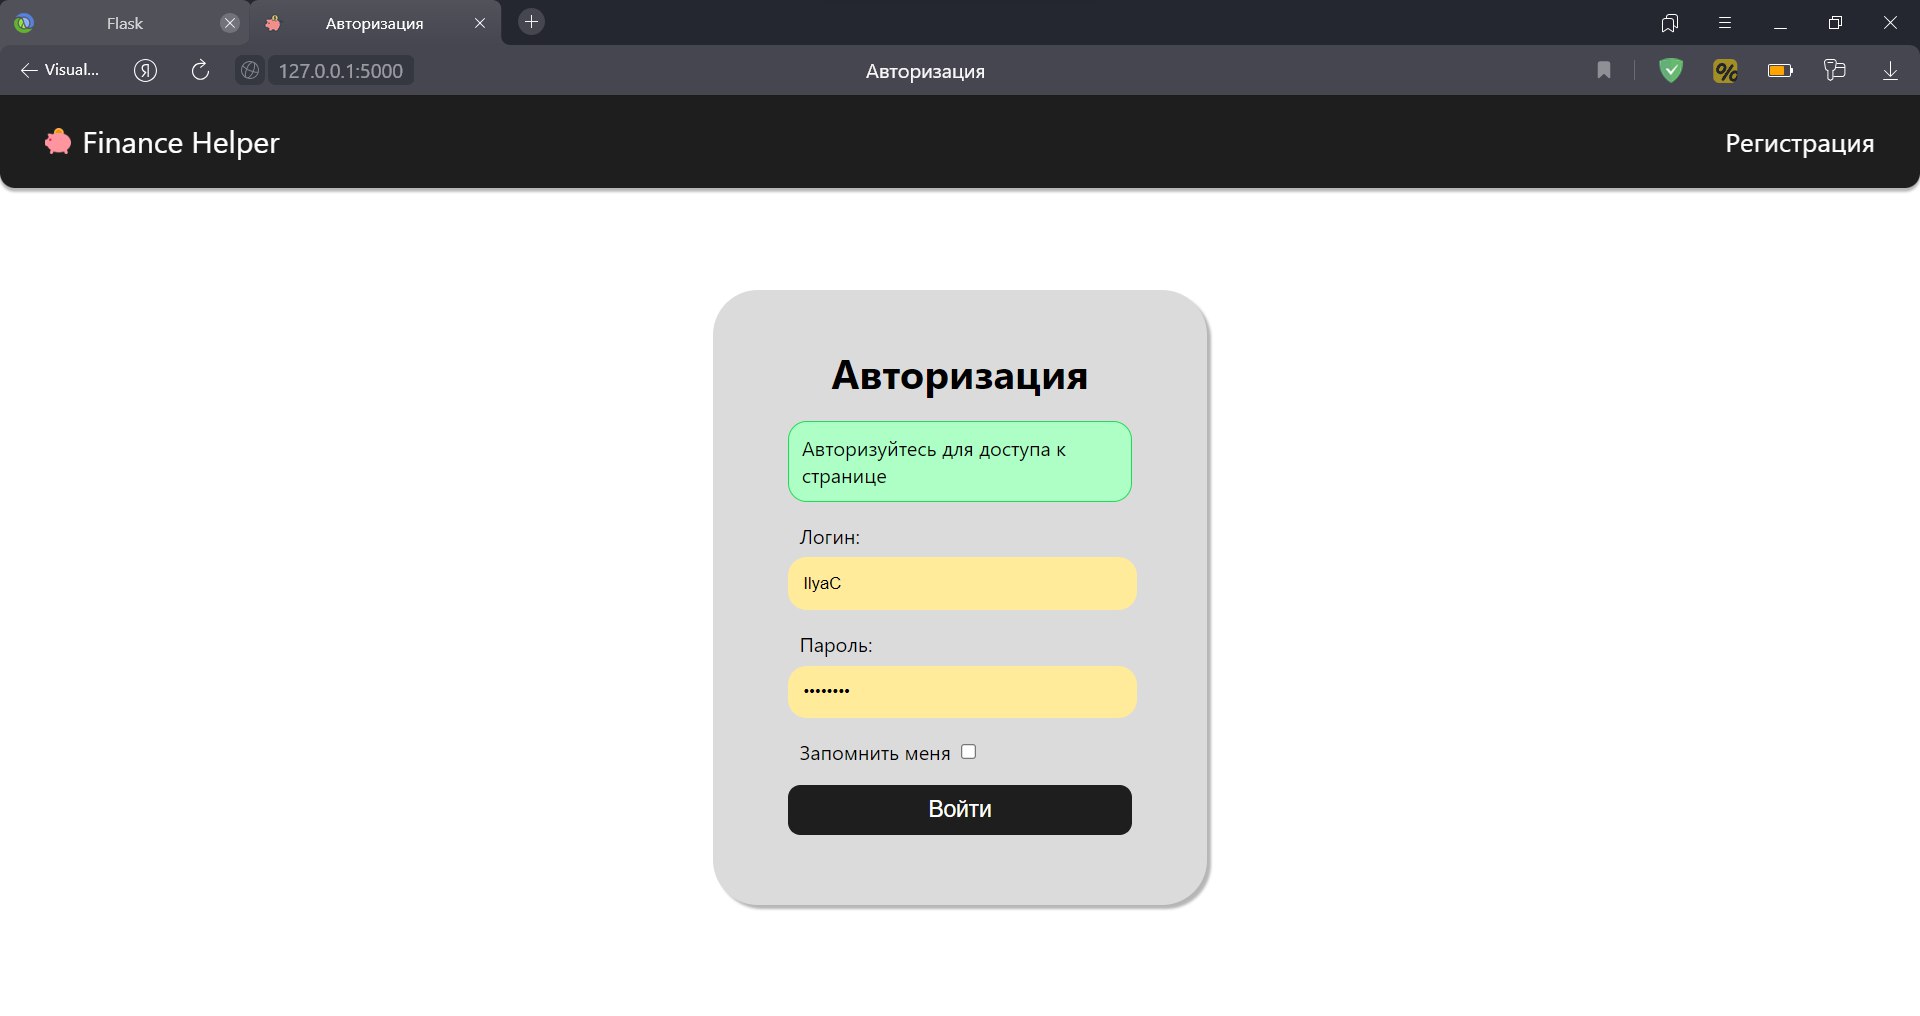 Flask
Авторизация
Visual...
127.0.0.1:5000
Авторизация
Finance Helper
Регистрация
Авторизация
Авторизуйтесь для доступа к
странице
Логин:
IlyaC
Пароль:
••••••••
Запомнить меня
Войти